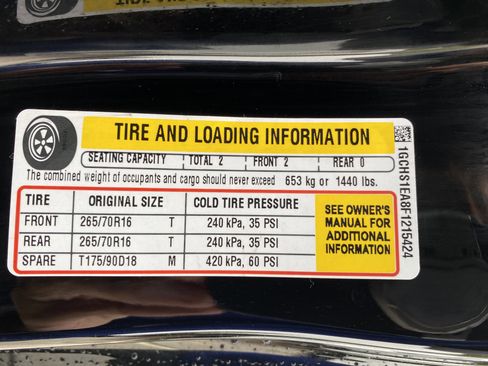 TIRE AND LOADING INFORMATION
SEATING CAPACITY TOTAL 2 FRONT 2 REAR 0
The combined weight of occupants and cargo should never exceed 653 kg or 1440 lbs.
TIRE ORIGINAL SIZE COLD TIRE PRESSURE
FRONT 265/70R16 T 240 kPa, 35 PSI
REAR 265/70R16 T 240 kPa, 35 PSI
SPARE T175/90D18 M 420 kPa, 60 PSI
SEE OWNER'S
MANUAL FOR
ADDITIONAL
INFORMATION
1GCHS1EA8F1215424